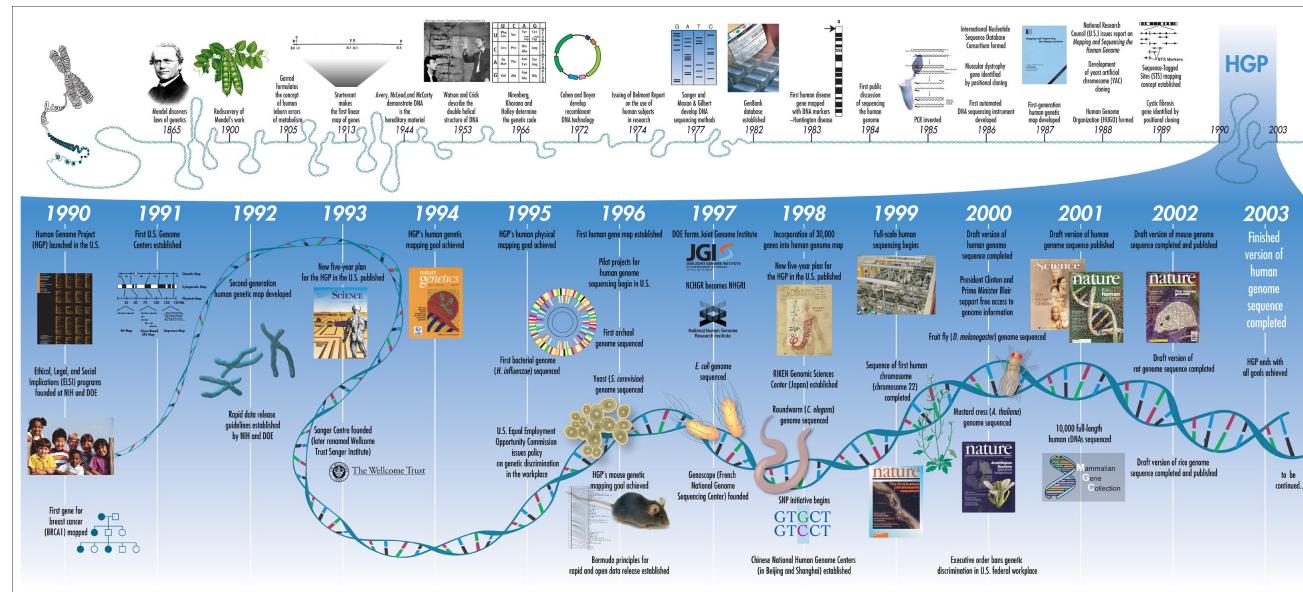 Mendel discovers
laws of genetics
1865
Rediscovery of
Mendel's work
1900
Garrod
formulates
the concept
of human
inborn errors
of metabolism
1905
Sturtevant
makes
the first linear
map of genes
1913
Avery, McLeod,and McCarty
demonstrate DNA
is the
hereditary material
1944
Watson and Crick
describe the
double helical
structure of DNA
1953
U C A G
U
C
A
G
Nirenberg,
Khorana and
Holley determine
the genetic code
1966
Cohen and Boyer
develop
recombinant
DNA technology
1972
Issuing of Belmont Report
on the use of
human subjects
in research
1974
G A T C
Sanger and
Maxan & Gilbert
develop DNA
sequencing methods
1977
GenBank
database
established
1982
4
First human disease
gene mapped
with DNA markers
–Huntington disease
1983
First public
discussion
of sequencing
the human
genome
1984
PCR invented
1985
International Nucleotide
Sequence Database
Consortium formed
Muscular dystrophy
gene identified
by positional cloning
First automated
DNA sequencing instrument
developed
1986
First-generation
human genetic
map developed
1987
National Research
Council (U.S.) issues report on
Mapping and Sequencing the
Human Genome
Development
of yeast artificial
chromosome (YAC)
cloning
Human Genome
Organization (HUGO) formed
1988
STS Markers
Sequence-Tagged
Sites (STS) mapping
concept established
Cystic fibrosis
gene identified by
positional cloning
1989
HGP
1990
2003
1990
Human Genome Project
(HGP) launched in the U.S.
Ethical, Legal, and Social
Implications (ELSI) programs
founded at NIH and DOE
First gene for
breast cancer
(BRCA1) mapped
1991
First U.S. Genome
Centers established
Genetic Map
Cytogenetic Map
Physical Map
Sequence Map
1992
Second-generation
human genetic map developed
Rapid data release
guidelines established
by NIH and DOE
1993
New five-year plan
for the HGP in the U.S. published
SCIENCE
Sanger Centre founded
(later renamed Wellcome
Trust Sanger Institute)
The Wellcome Trust
1994
HGP's human genetic
mapping goal achieved
nature
genetics
1995
HGP's human physical
mapping goal achieved
First bacterial genome
(H. influenzae) sequenced
U.S. Equal Employment
Opportunity Commission
issues policy
on genetic discrimination
in the workplace
1996
First human gene map established
Pilot projects for
human genome
sequencing begin in U.S.
First archaeal
genome sequenced
Yeast (S. cerevisiae)
genome sequenced
HGP's mouse genetic
mapping goal achieved
Bermuda principles for
rapid and open data release established
1997
DOE forms Joint Genome Institute
JGI
DOE JOINT GENOME INSTITUTE
NCHGR becomes NHGRI
National Human Genome
Research Institute
E. coli genome
sequenced
Genoscope (French
National Genome
Sequencing Center) founded
1998
Incorporation of 30,000
genes into human genome map
New five-year plan for
the HGP in the U.S. published
Science
RIKEN Genomic Sciences
Center (Japan) established
Roundworm (C. elegans)
genome sequenced
SNP initiative begins
GTGCT
GTCCT
Chinese National Human Genome Centers
(in Beijing and Shanghai) established
1999
Full-scale human
sequencing begins
Sequence of first human
chromosome
(chromosome 22)
completed
nature
The first human
chromosome
sequence
2000
Draft version of
human genome
sequence completed
President Clinton and
Prime Minister Blair
support free access to
genome information
Fruit fly (D. melanogaster) genome sequenced
Mustard cress (A. thaliana)
genome sequenced
nature
Executive order bans genetic
discrimination in U.S. federal workplace
2001
Draft version of human
genome sequence published
Science
nature
human
genome
10,000 full-length
human cDNAs sequenced
Mammalian
Gene
Collection
2002
Draft version of mouse genome
sequence completed and published
nature
Draft version of
rat genome sequence completed
Draft version of rice genome
sequence completed and published
2003
Finished
version of
human
genome
sequence
completed
HGP ends with
all goals achieved
to be
continued...